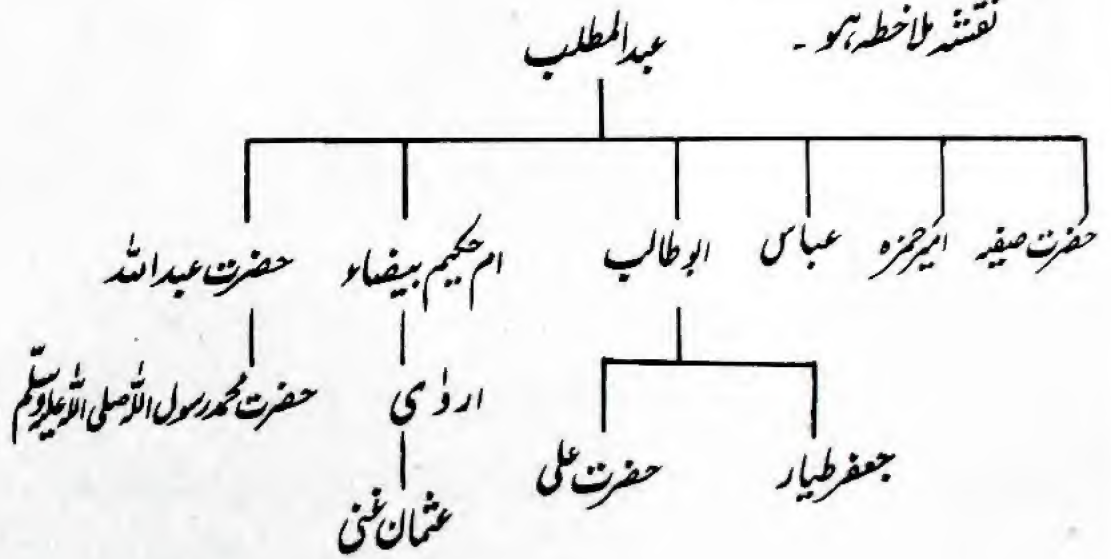 نقشہ ملاحظہ ہو۔
عبدالمطلب
حضرت صفیہ امیر حمزہ عباس ابو طالب ام حکیم بیضاء حضرت عبداللہ
جعفر طیار حضرت علی اروٰی حضرت محمد رسول اللہ صلی اللہ علیہ وسلم
عثمان غنی